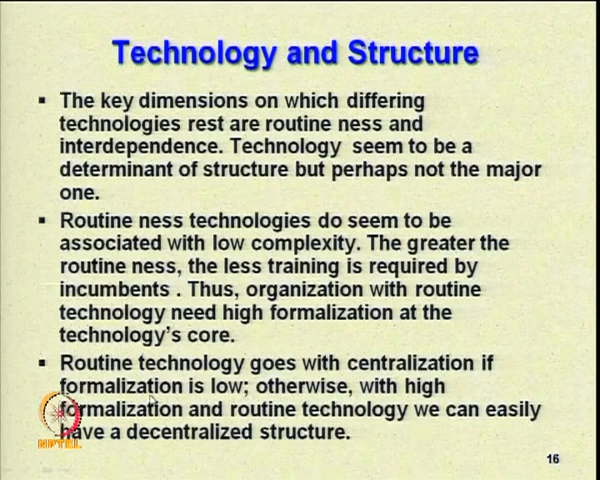 Technology and Structure
▪ The key dimensions on which differing
technologies rest are routine ness and
interdependence. Technology seem to be a
determinant of structure but perhaps not the major
one.
▪ Routine ness technologies do seem to be
associated with low complexity. The greater the
routine ness, the less training is required by
incumbents . Thus, organization with routine
technology need high formalization at the
technology's core.
▪ Routine technology goes with centralization if
formalization is low; otherwise, with high
formalization and routine technology we can easily
have a decentralized structure.
NPTEL
16